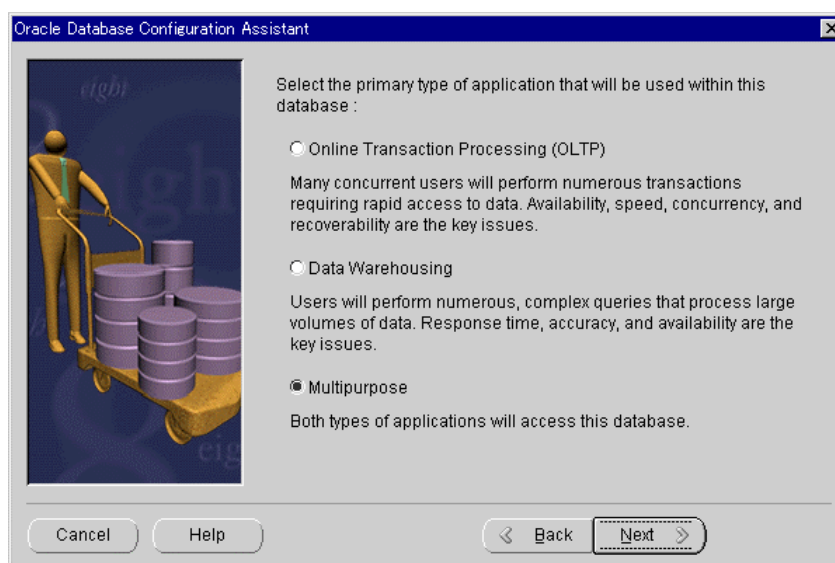 Oracle Database Configuration Assistant
eight
eigh
eig
8
Select the primary type of application that will be used within this
database :
Online Transaction Processing (OLTP)
Many concurrent users will perform numerous transactions
requiring rapid access to data. Availability, speed, concurrency, and
recoverability are the key issues.
Data Warehousing
Users will perform numerous, complex queries that process large
volumes of data. Response time, accuracy, and availability are the
key issues.
Multipurpose
Both types of applications will access this database.
Cancel
Help
Back
Next